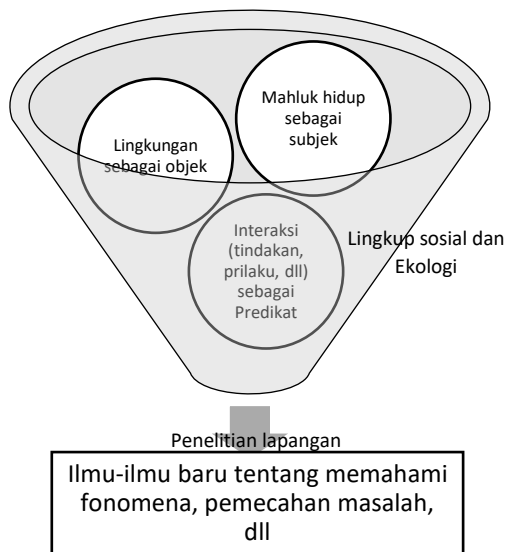 Mahluk hidup
sebagai
subjek
Lingkungan
sebagai objek
Interaksi
(tindakan,
prilaku, dll)
sebagai
Predikat
Lingkup sosial dan
Ekologi
Penelitian lapangan
Ilmu-ilmu baru tentang memahami
fonomena, pemecahan masalah,
dll